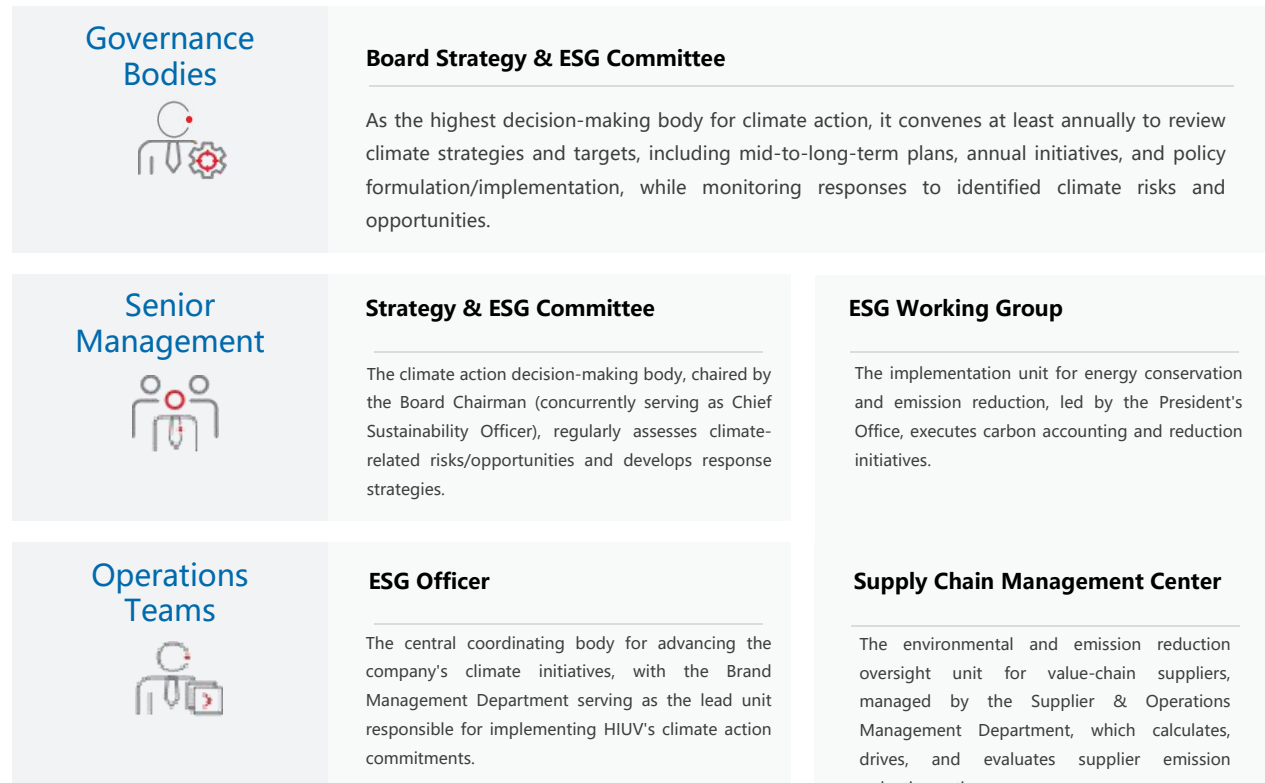 Governance
Bodies
Board Strategy & ESG Committee
As the highest decision-making body for climate action, it convenes at least annually to review
climate strategies and targets, including mid-to-long-term plans, annual initiatives, and policy
formulation/implementation, while monitoring responses to identified climate risks and
opportunities.
Senior
Management
Strategy & ESG Committee
The climate action decision-making body, chaired by
the Board Chairman (concurrently serving as Chief
Sustainability Officer), regularly assesses climate-
related risks/opportunities and develops response
strategies.
ESG Working Group
The implementation unit for energy conservation
and emission reduction, led by the President's
Office, executes carbon accounting and reduction
initiatives.
Operations
Teams
ESG Officer
The central coordinating body for advancing the
company's climate initiatives, with the Brand
Management Department serving as the lead unit
responsible for implementing HIUV's climate action
commitments.
Supply Chain Management Center
The environmental and emission reduction
oversight unit for value-chain suppliers,
managed by the Supplier & Operations
Management Department, which calculates,
drives, and evaluates supplier emission